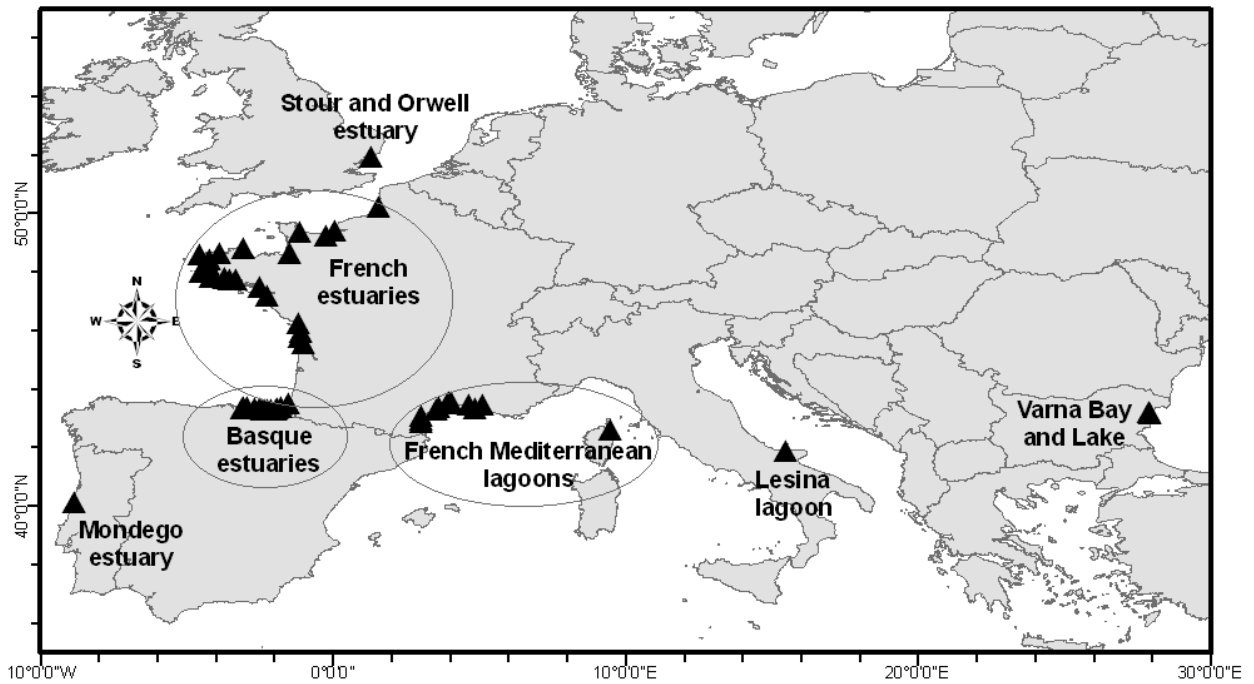 Stour and Orwell
estuary
50°0'0"N
French
estuaries
N
W E
S
Basque
estuaries
French Mediterranean
lagoons
Varna Bay
and Lake
Lesina
lagoon
40°0'0"N
Mondego
estuary
10°0'0"W 0°0'0" 10°0'0"E 20°0'0"E 30°0'0"E